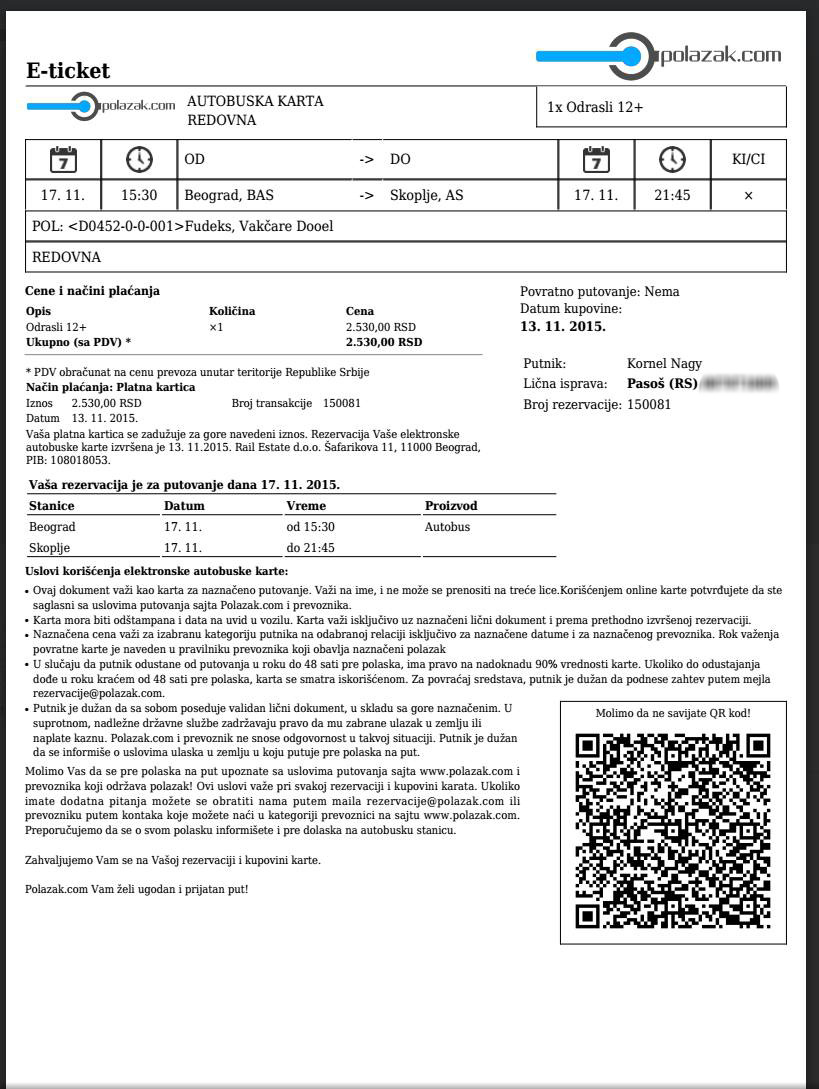 polazak.com
E-ticket
polazak.com
AUTOBUSKA KARTA
REDOVNA
1x Odrasli 12+
7 OD -> DO 7 KI/CI
17. 11. 15:30 Beograd, BAS -> Skoplje, AS 17. 11. 21:45 ×
POL: <D0452-0-0-001>Fudeks, Vakčare Dooel
REDOVNA
Cene i načini plaćanja
Opis Količina Cena
Odrasli 12+ ×1 2.530,00 RSD
Ukupno (sa PDV) * 2.530,00 RSD
* PDV obračunat na cenu prevoza unutar teritorije Republike Srbije
Način plaćanja: Platna kartica
Iznos 2.530,00 RSD Broj transakcije 150081
Datum 13. 11. 2015.
Vaša platna kartica se zadužuje za gore navedeni iznos. Rezervacija Vaše elektronske
autobuske karte izvršena je 13. 11.2015. Rail Estate d.o.o. Šafarikova 11, 11000 Beograd,
PIB: 108018053.
Povratno putovanje: Nema
Datum kupovine:
13. 11. 2015.
Putnik: Kornel Nagy
Lična isprava: Pasoš (RS)
Broj rezervacije: 150081
Vaša rezervacija je za putovanje dana 17. 11. 2015.
Stanice Datum Vreme Proizvod
Beograd 17. 11. od 15:30 Autobus
Skoplje 17. 11. do 21:45
Uslovi korišćenja elektronske autobuske karte:
• Ovaj dokument važi kao karta za naznačeno putovanje. Važi na ime, i ne može se prenositi na treće lice.Korišćenjem online karte potvrđujete da ste
saglasni sa uslovima putovanja sajta Polazak.com i prevoznika.
• Karta mora biti odštampana i data na uvid u vozilu. Karta važi isključivo uz naznačeni lični dokument i prema prethodno izvršenoj rezervaciji.
• Naznačena cena važi za izabranu kategoriju putnika na odabranoj relaciji isključivo za naznačene datume i za naznačenog prevoznika. Rok važenja
povratne karte je naveden u pravilniku prevoznika koji obavlja naznačeni polazak
• U slučaju da putnik odustane od putovanja u roku do 48 sati pre polaska, ima pravo na nadoknadu 90% vrednosti karte. Ukoliko do odustajanja
dođe u roku kraćem od 48 sati pre polaska, karta se smatra iskorišćenom. Za povraćaj sredstava, putnik je dužan da podnese zahtev putem mejla
rezervacije@polazak.com.
• Putnik je dužan da sa sobom poseduje validan lični dokument, u skladu sa gore naznačenim. U
suprotnom, nadležne državne službe zadržavaju pravo da mu zabrane ulazak u zemlju ili
naplate kaznu. Polazak.com i prevoznik ne snose odgovornost u takvoj situaciji. Putnik je dužan
da se informiše o uslovima ulaska u zemlju u koju putuje pre polaska na put.
Molimo Vas da se pre polaska na put upoznate sa uslovima putovanja sajta www.polazak.com i
prevoznika koji održava polazak! Ovi uslovi važe pri svakoj rezervaciji i kupovini karata. Ukoliko
imate dodatna pitanja možete se obratiti nama putem maila rezervacije@polazak.com ili
prevozniku putem kontaka koje možete naći u kategoriji prevoznici na sajtu www.polazak.com.
Preporučujemo da se o svom polasku informišete i pre dolaska na autobusku stanicu.
Zahvaljujemo Vam se na Vašoj rezervaciji i kupovini karte.
Polazak.com Vam želi ugodan i prijatan put!
Molimo da ne savijate QR kod!